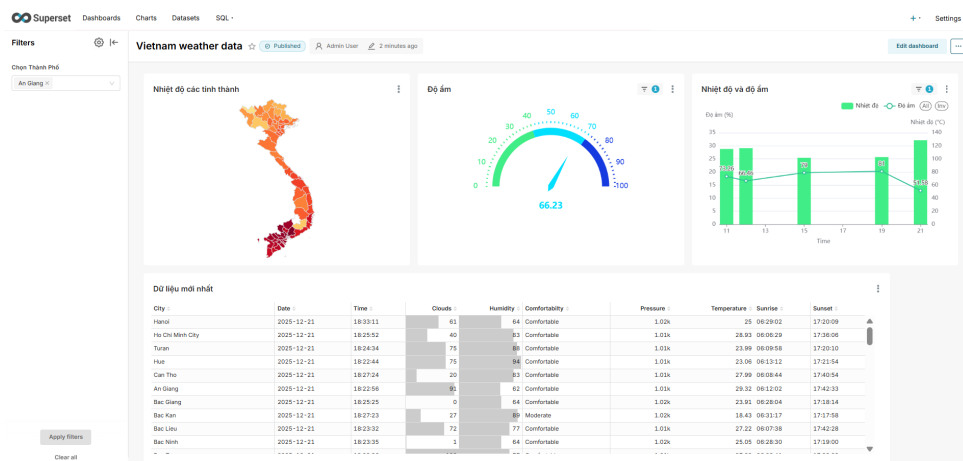 Superset Dashboards Charts Datasets SQL Settings
Filters
Vietnam weather data Published Admin User 2 minutes ago Edit dashboard
Chọn Thành Phố
An Giang ×
Nhiệt độ các tỉnh thành
Độ ẩm 1
0 10 20 30 40 50 60 70 80 90 100
66.23
Nhiệt độ và độ ẩm 1
Nhiệt độ Độ ẩm All Inv
Độ ẩm (%) Nhiệt độ (°C)
35 140
30 120
25 100
20 80
15 60
10 40
5 20
0 0
66.46 79 81 51.58
11 13 15 17 19 21
Time
Dữ liệu mới nhất
City Date Time Clouds Humidity Comfortabilty Pressure Temperature Sunrise Sunset
Hanoi 2025-12-21 18:33:11 61 64 Comfortable 1.02k 25 06:29:02 17:20:09
Ho Chi Minh City 2025-12-21 18:25:52 40 83 Comfortable 1.01k 28.93 06:06:29 17:36:06
Turan 2025-12-21 18:24:34 75 88 Comfortable 1.01k 23.99 06:09:58 17:20:10
Hue 2025-12-21 18:22:44 75 94 Comfortable 1.01k 23.06 06:13:12 17:21:54
Can Tho 2025-12-21 18:27:24 20 83 Comfortable 1.01k 27.99 06:08:44 17:40:54
An Giang 2025-12-21 18:22:56 91 62 Comfortable 1.01k 29.32 06:12:02 17:42:33
Bac Giang 2025-12-21 18:25:25 0 64 Comfortable 1.02k 23.91 06:28:04 17:18:14
Bac Kan 2025-12-21 18:27:23 27 89 Moderate 1.02k 18.43 06:31:17 17:17:58
Bac Lieu 2025-12-21 18:23:32 72 77 Comfortable 1.01k 27.22 06:07:38 17:42:28
Bac Ninh 2025-12-21 18:23:35 1 64 Comfortable 1.02k 25.05 06:28:30 17:19:00
Apply filters
Clear all